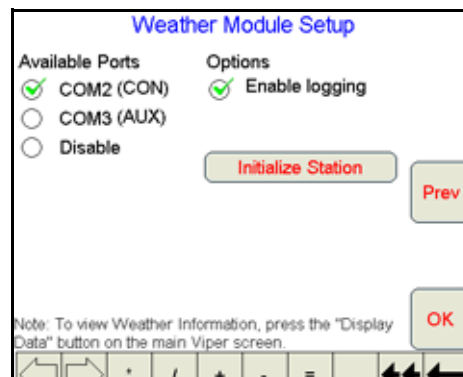 Weather Module Setup
Available Ports
Options
COM2 (CON)
Enable logging
COM3 (AUX)
Disable
Initialize Station
Prev
Note: To view Weather Information, press the "Display
Data" button on the main Viper screen.
OK